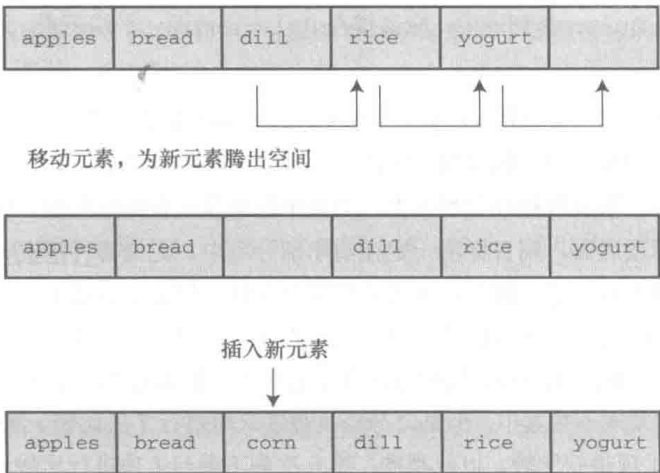 apples bread dill rice yogurt
移动元素，为新元素腾出空间
apples bread dill rice yogurt
插入新元素
apples bread corn dill rice yogurt